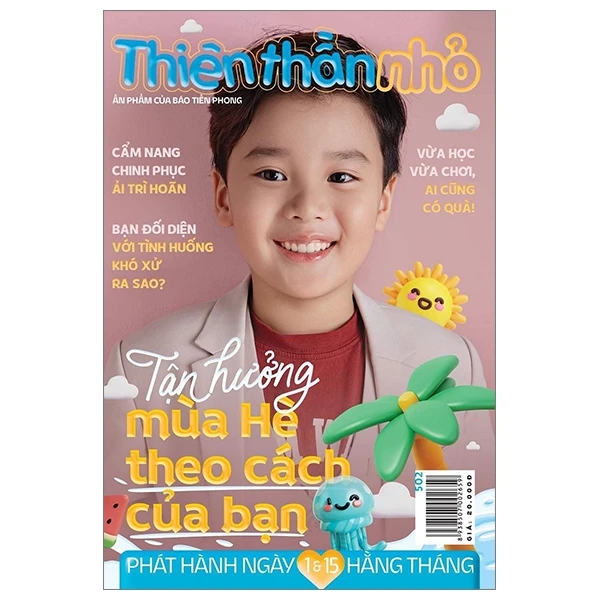 Thiên thần nhỏ
ẤN PHẨM CỦA BÁO TIỀN PHONG
CẨM NANG
CHINH PHỤC
ẢI TRÌ HOÃN
BẠN ĐỐI DIỆN
VỚI TÌNH HUỐNG
KHÓ XỬ
RA SAO?
VỪA HỌC
VỪA CHƠI,
AI CŨNG
CÓ QUÀ!
Tận hưởng
mùa Hè
theo cách
của bạn
502
8938507002659
GIÁ: 20.000Đ
PHÁT HÀNH NGÀY 1 & 15 HẰNG THÁNG